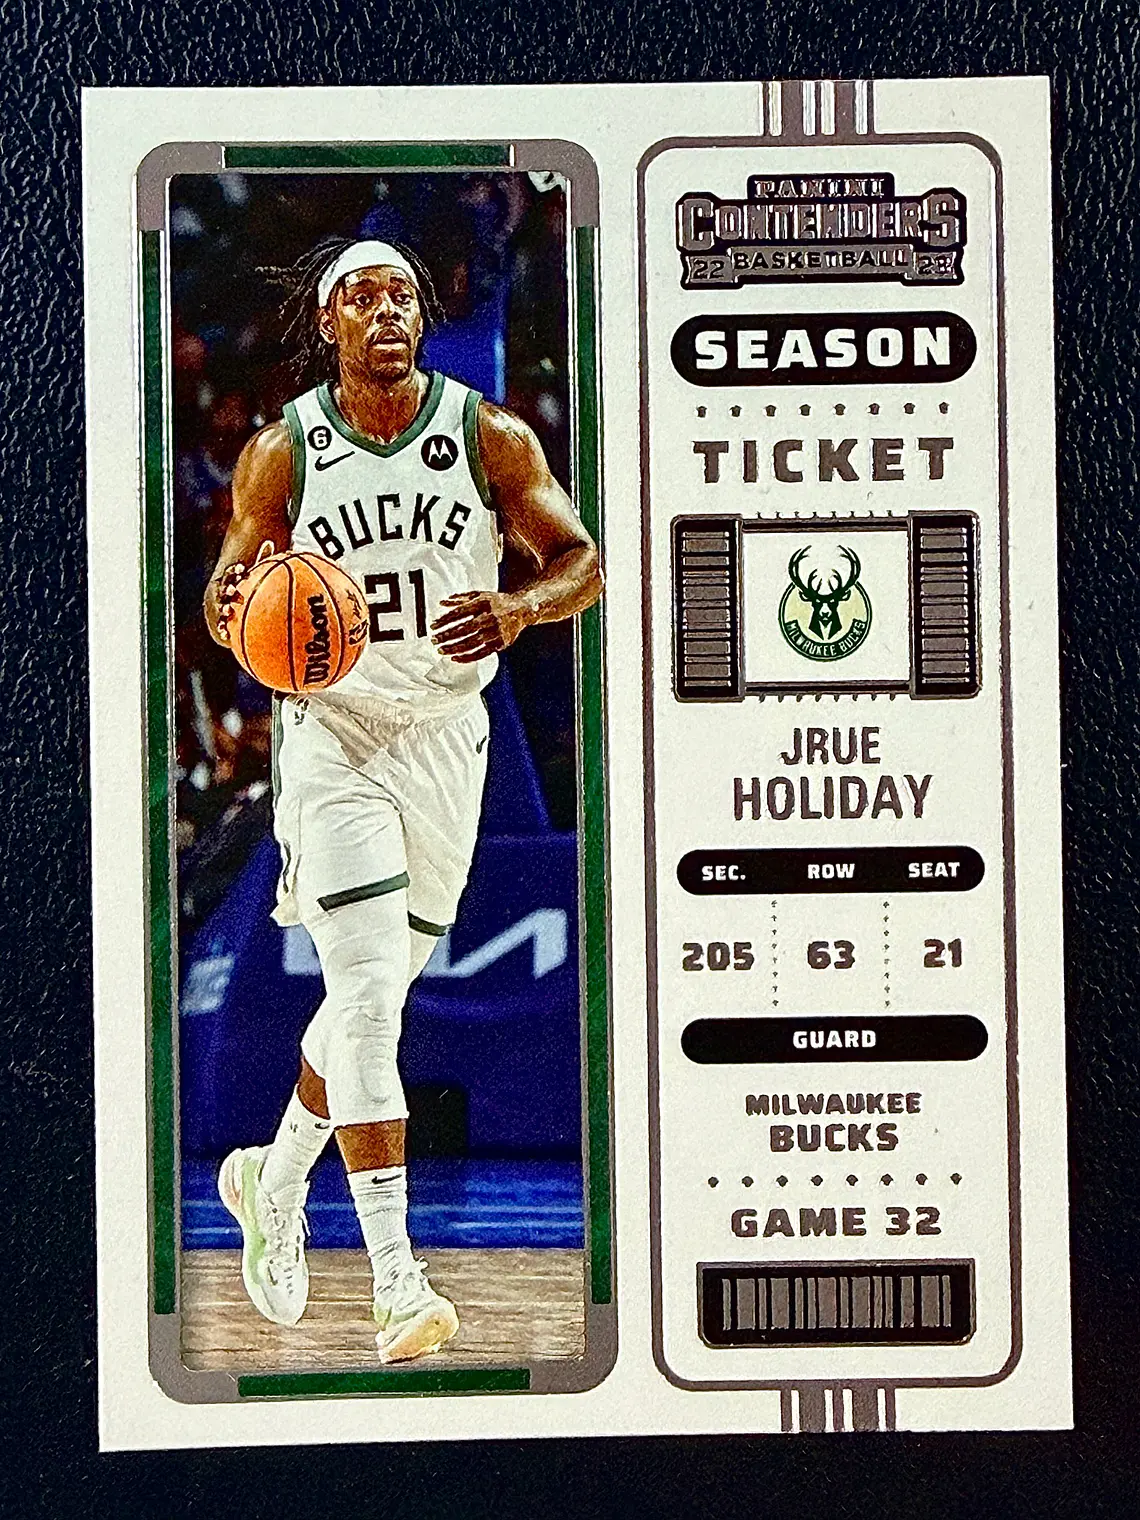 6
BUCKS
21
Wilson
PANINI
CONTENDERS
22 BASKETBALL 23
SEASON
TICKET
MILWAUKEE BUCKS
JRUE
HOLIDAY
SEC. ROW SEAT
205 63 21
GUARD
MILWAUKEE
BUCKS
GAME 32